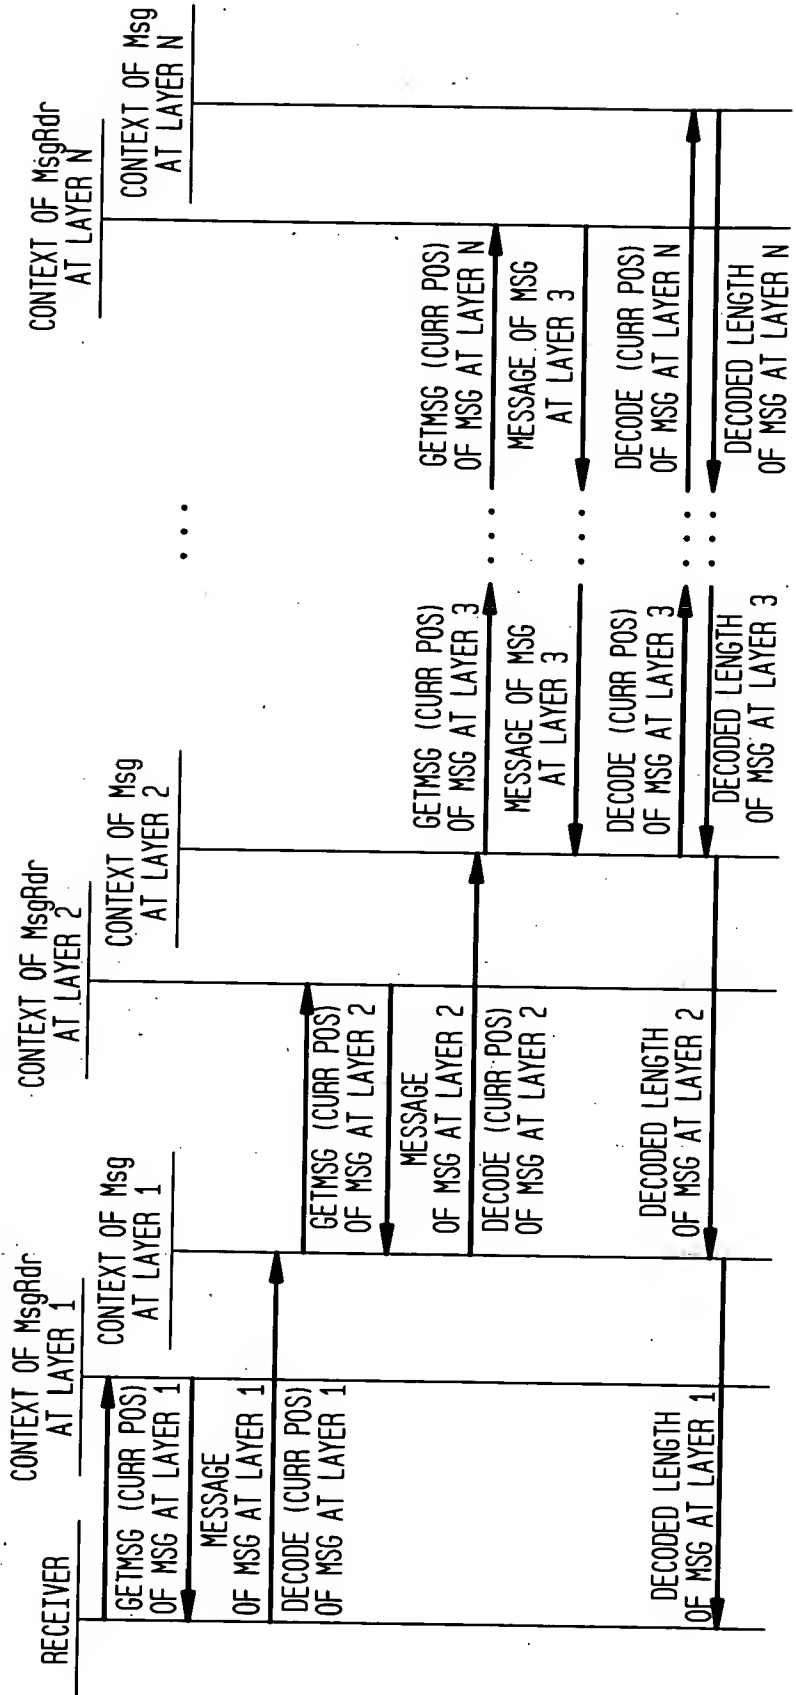 RECEIVER
CONTEXT OF MsgRdr
AT LAYER 1
CONTEXT OF Msg
AT LAYER 1
CONTEXT OF MsgRdr
AT LAYER 2
CONTEXT OF Msg
AT LAYER 2
CONTEXT OF MsgRdr
AT LAYER N
CONTEXT OF Msg
AT LAYER N
GETMSG (CURR POS)
OF MSG AT LAYER 1
MESSAGE
OF MSG AT LAYER 1
DECODE (CURR POS)
OF MSG AT LAYER 1
GETMSG (CURR POS)
OF MSG AT LAYER 2
MESSAGE
OF MSG AT LAYER 2
DECODE (CURR POS)
OF MSG AT LAYER 2
GETMSG (CURR POS)
OF MSG AT LAYER 3
MESSAGE OF MSG
AT LAYER 3
DECODE (CURR POS)
OF MSG AT LAYER 3
DECODED LENGTH
OF MSG AT LAYER 3
GETMSG (CURR POS)
OF MSG AT LAYER N
MESSAGE OF MSG
AT LAYER 3
DECODE (CURR POS)
OF MSG AT LAYER N
DECODED LENGTH
OF MSG AT LAYER N
DECODED LENGTH
OF MSG AT LAYER 2
DECODED LENGTH
OF MSG AT LAYER 1